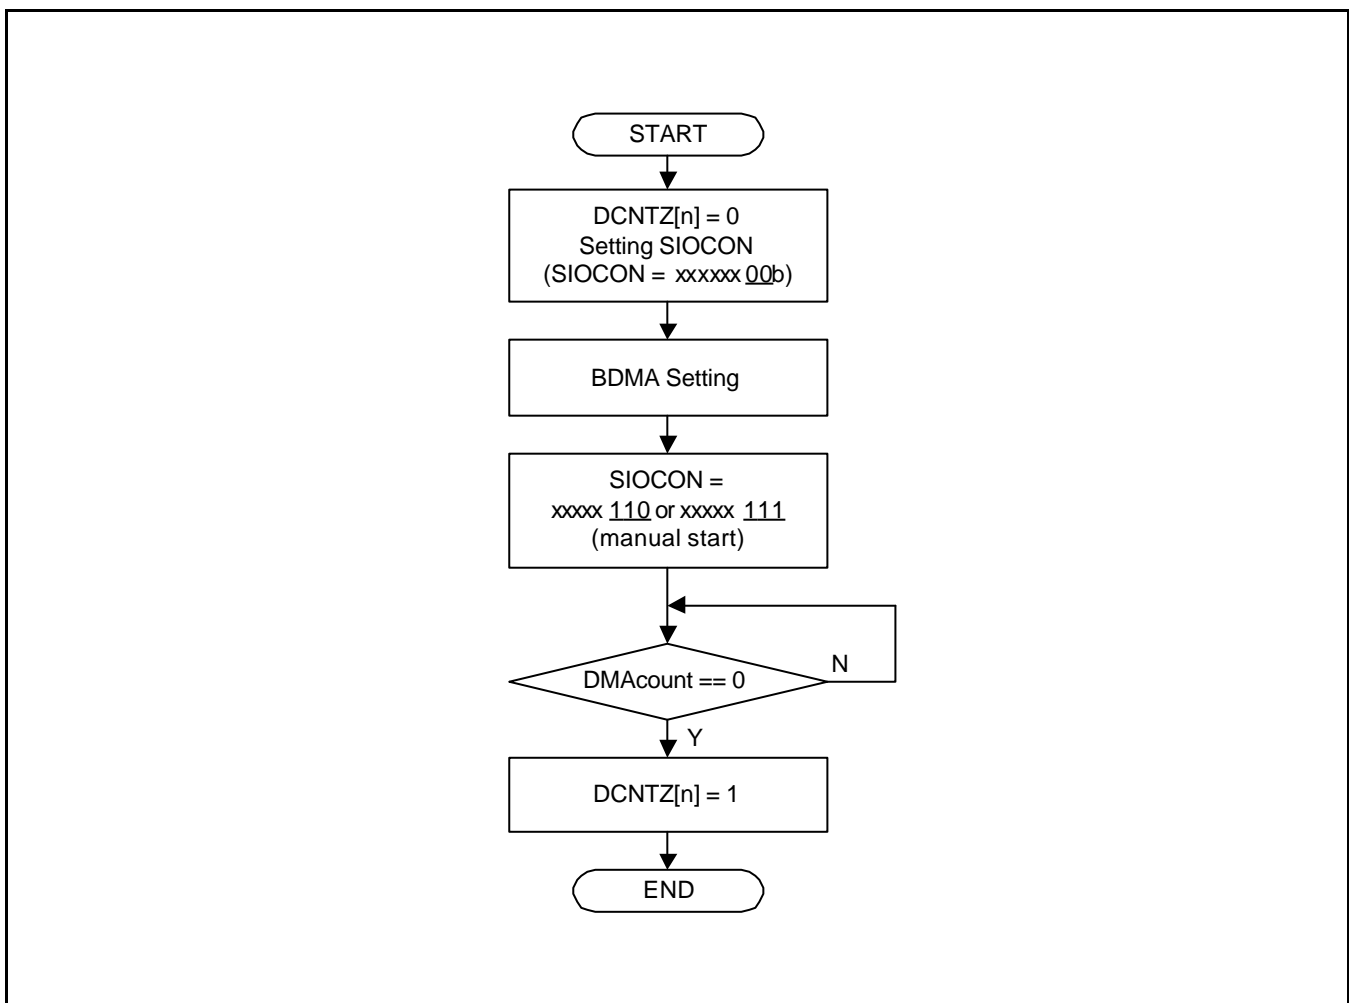 START
DCNTZ[n] = 0
Setting SIOCON
(SIOCON = xxxxxx 00b)
BDMA Setting
SIOCON =
xxxxx 110 or xxxxx 111
(manual start)
DMAcount == 0
N
Y
DCNTZ[n] = 1
END